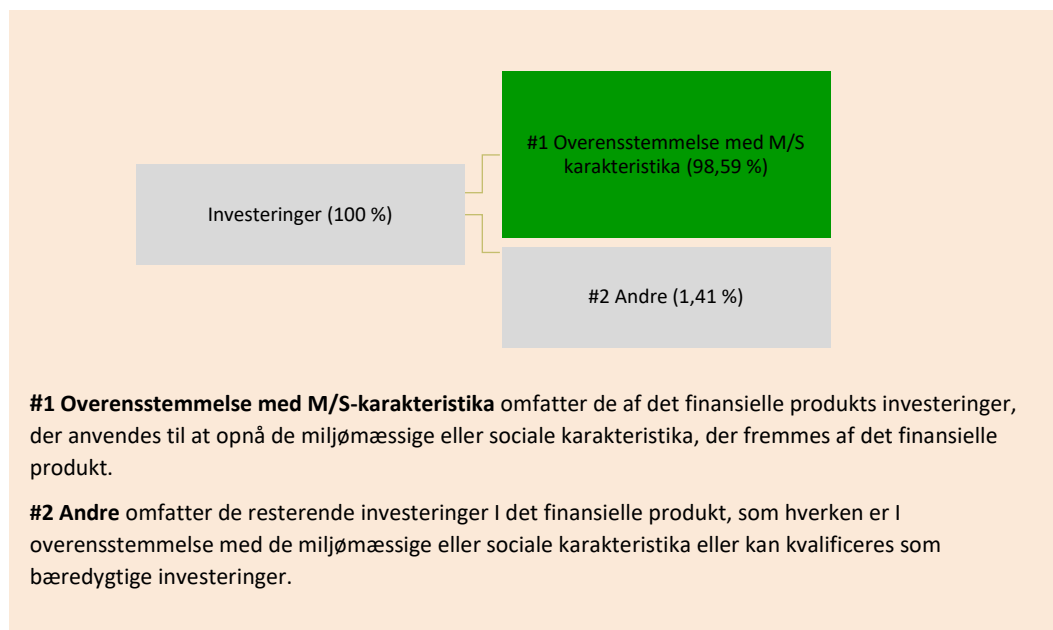 #1 Overensstemmelse med M/S
karakteristika (98,59 %)
Investeringer (100 %)
#2 Andre (1,41 %)
#1 Overensstemmelse med M/S-karakteristika omfatter de af det finansielle produkts investeringer,
der anvendes til at opnå de miljømæssige eller sociale karakteristika, der fremmes af det finansielle
produkt.
#2 Andre omfatter de resterende investeringer I det finansielle produkt, som hverken er I
overensstemmelse med de miljømæssige eller sociale karakteristika eller kan kvalificeres som
bæredygtige investeringer.